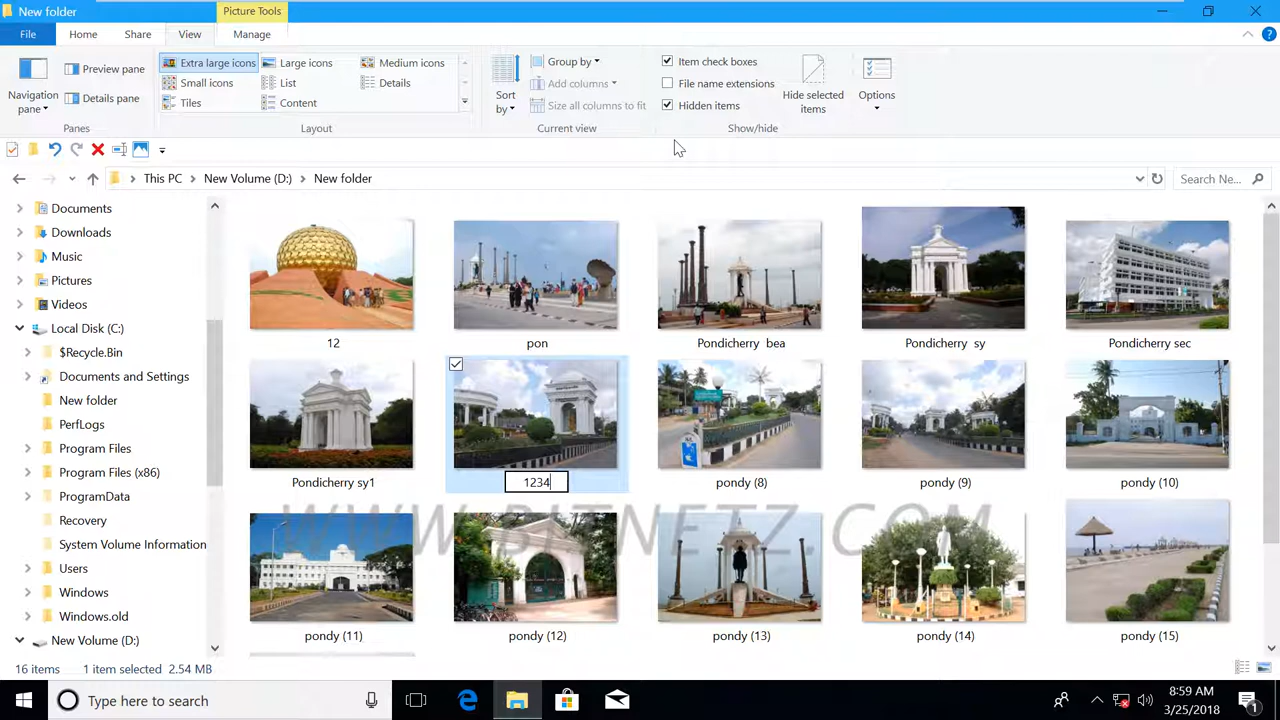 New folder
Picture Tools
File
Home
Share
View
Manage
Navigation pane
Preview pane
Details pane
Panes
Extra large icons
Large icons
Medium icons
Small icons
List
Details
Tiles
Content
Layout
Sort by
Group by
Add columns
Size all columns to fit
Current view
Item check boxes
File name extensions
Hidden items
Hide selected items
Show/hide
Options
This PC
New Volume (D:)
New folder
Search Ne...
Documents
Downloads
Music
Pictures
Videos
Local Disk (C:)
$Recycle.Bin
Documents and Settings
New folder
PerfLogs
Program Files
Program Files (x86)
ProgramData
Recovery
System Volume Information
Users
Windows
Windows.old
New Volume (D:)
12
pon
Pondicherry bea
Pondicherry sy
Pondicherry sec
Pondicherry sy1
1234
pondy (8)
pondy (9)
pondy (10)
WWW.BITNETZ.COM
pondy (11)
pondy (12)
pondy (13)
pondy (14)
pondy (15)
16 items
1 item selected 2.54 MB
Type here to search
8:59 AM
3/25/2018
1